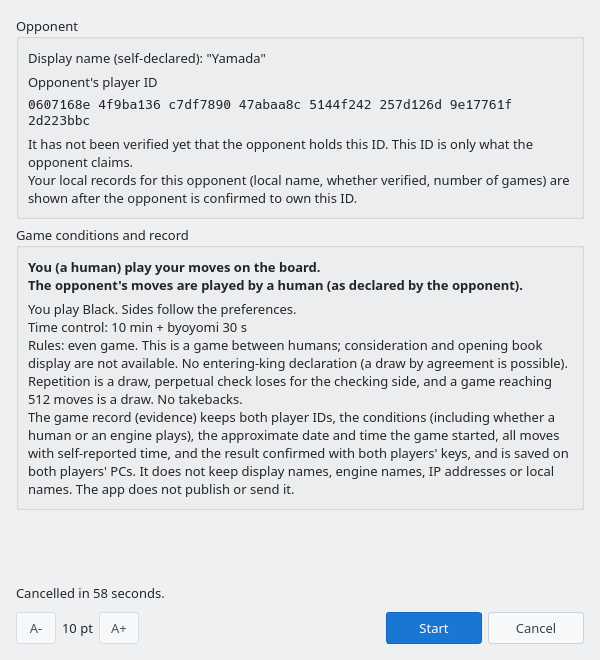 Opponent
Display name (self-declared): "Yamada"
Opponent's player ID
0607168e 4f9ba136 c7df7890 47abaa8c 5144f242 257d126d 9e17761f
2d223bbc
It has not been verified yet that the opponent holds this ID. This ID is only what the
opponent claims.
Your local records for this opponent (local name, whether verified, number of games) are
shown after the opponent is confirmed to own this ID.
Game conditions and record
You (a human) play your moves on the board.
The opponent's moves are played by a human (as declared by the opponent).
You play Black. Sides follow the preferences.
Time control: 10 min + byoyomi 30 s
Rules: even game. This is a game between humans; consideration and opening book
display are not available. No entering-king declaration (a draw by agreement is possible).
Repetition is a draw, perpetual check loses for the checking side, and a game reaching
512 moves is a draw. No takebacks.
The game record (evidence) keeps both player IDs, the conditions (including whether a
human or an engine plays), the approximate date and time the game started, all moves
with self-reported time, and the result confirmed with both players' keys, and is saved on
both players' PCs. It does not keep display names, engine names, IP addresses or local
names. The app does not publish or send it.
Cancelled in 58 seconds.
A- 10 pt A+ Start Cancel